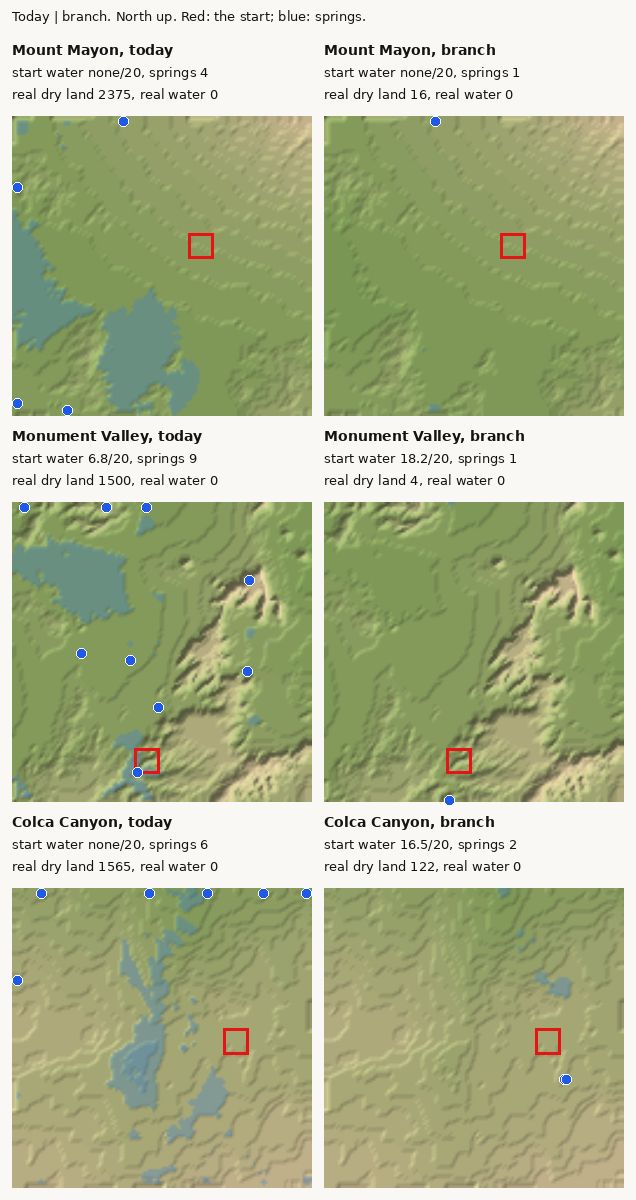 Today | branch. North up. Red: the start; blue: springs.
Mount Mayon, today
start water none/20, springs 4
real dry land 2375, real water 0
Mount Mayon, branch
start water none/20, springs 1
real dry land 16, real water 0
Monument Valley, today
start water 6.8/20, springs 9
real dry land 1500, real water 0
Monument Valley, branch
start water 18.2/20, springs 1
real dry land 4, real water 0
Colca Canyon, today
start water none/20, springs 6
real dry land 1565, real water 0
Colca Canyon, branch
start water 16.5/20, springs 2
real dry land 122, real water 0